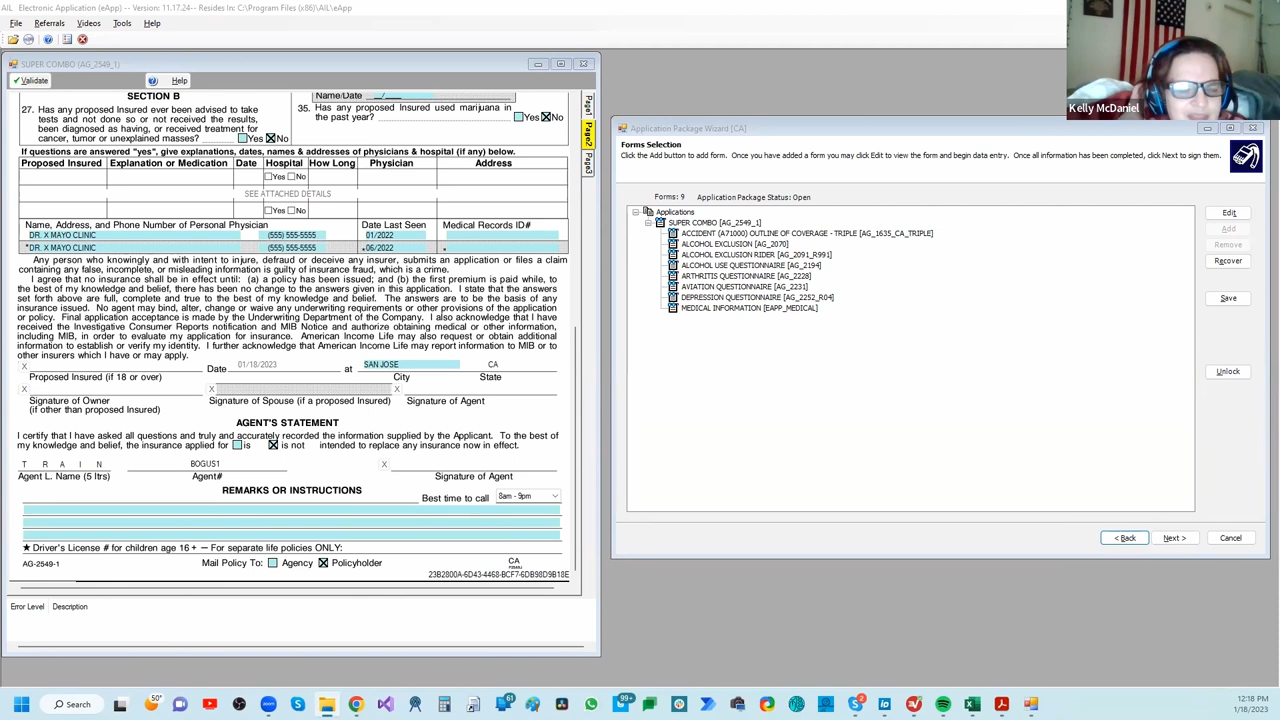 AIL Electronic Application (eApp) -- Version: 11.17.24-- Resides In: C:\Program Files (x86)\AIL\eApp
File Referrals Videos Tools Help
Kelly McDaniel
SUPER COMBO (AG_2549_1)
Validate Help
SECTION B
27. Has any proposed Insured ever been advised to take
tests and not done so or not received the results,
been diagnosed as having, or received treatment for
cancer, tumor or unexplained masses? Yes No
Name/Date
35. Has any proposed Insured used marijuana in
the past year? Yes No
Page1
Page2
Page3
If questions are answered "yes", give explanations, dates, names & addresses of physicians & hospital (if any) below.
Proposed Insured Explanation or Medication Date Hospital How Long Physician Address
Yes No
SEE ATTACHED DETAILS
Yes No
Name, Address, and Phone Number of Personal Physician Date Last Seen Medical Records ID#
DR. X MAYO CLINIC (555) 555-5555 01/2022
*DR. X MAYO CLINIC (555) 555-5555 06/2022
Any person who knowingly and with intent to injure, defraud or deceive any insurer, submits an application or files a claim
containing any false, incomplete, or misleading information is guilty of insurance fraud, which is a crime.
I agree that no insurance shall be in effect until: (a) a policy has been issued; and (b) the first premium is paid while, to
the best of my knowledge and belief, there has been no change to the answers given in this application. I state that the answers
set forth above are full, complete and true to the best of my knowledge and belief. The answers are to be the basis of any
insurance issued. No agent may bind, alter, change or waive any underwriting requirements or other provisions of the application
or policy. Final application acceptance is made by the Underwriting Department of the Company. I also acknowledge that I have
received the Investigative Consumer Reports notification and MIB Notice and authorize obtaining medical or other information,
including MIB, in order to evaluate my application for insurance. American Income Life may also request or obtain additional
information to establish or verify my identity. I further acknowledge that American Income Life may report information to MIB or to
other insurers which I have or may apply.
X Date 01/18/2023 at SAN JOSE CA
Proposed Insured (if 18 or over) City State
X X X
Signature of Owner Signature of Spouse (if a proposed Insured) Signature of Agent
(if other than proposed Insured)
AGENT'S STATEMENT
I certify that I have asked all questions and truly and accurately recorded the information supplied by the Applicant. To the best of
my knowledge and belief, the insurance applied for is is not intended to replace any insurance now in effect.
T R A I N BOGUS1 X
Agent L. Name (5 ltrs) Agent# Signature of Agent
REMARKS OR INSTRUCTIONS Best time to call 8am - 9pm
★ Driver's License # for children age 16 + — For separate life policies ONLY:
AG-2549-1 Mail Policy To: Agency Policyholder CA
23B2800A-6D43-4468-BCF7-6DB98D9B18E
Error Level Description
Application Package Wizard [CA]
Forms Selection
Click the Add button to add form. Once you have added a form you may click Edit to view the form and begin data entry. Once all information has been completed, click Next to sign them.
Forms: 9 Application Package Status: Open
Applications
SUPER COMBO [AG_2549_1]
ACCIDENT (A71000) OUTLINE OF COVERAGE - TRIPLE [AG_1635_CA_TRIPLE]
ALCOHOL EXCLUSION [AG_2070]
ALCOHOL EXCLUSION RIDER [AG_2091_R991]
ALCOHOL USE QUESTIONNAIRE [AG_2194]
ARTHRITIS QUESTIONNAIRE [AG_2228]
AVIATION QUESTIONNAIRE [AG_2231]
DEPRESSION QUESTIONNAIRE [AG_2252_R04]
MEDICAL INFORMATION [EAPP_MEDICAL]
Edit
Add
Remove
Recover
Save
Unlock
< Back Next > Cancel
50°
Search
61
99+
2
12:18 PM
1/18/2023